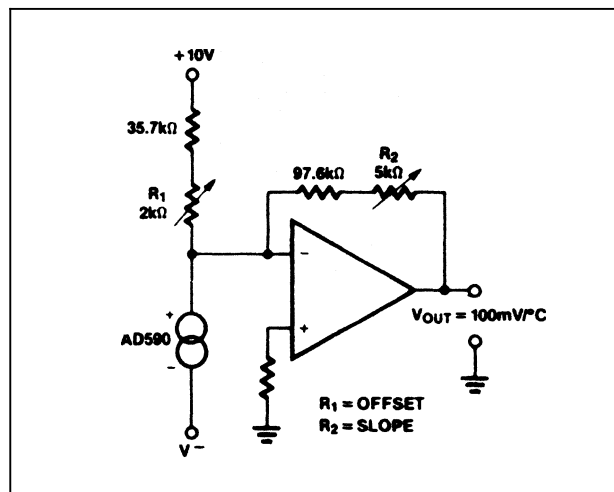 +10V
35.7kΩ
R1
2kΩ
97.6kΩ
R2
5kΩ
−
+
+
AD590
−
V−
VOUT = 100mV/°C
R1 = OFFSET
R2 = SLOPE